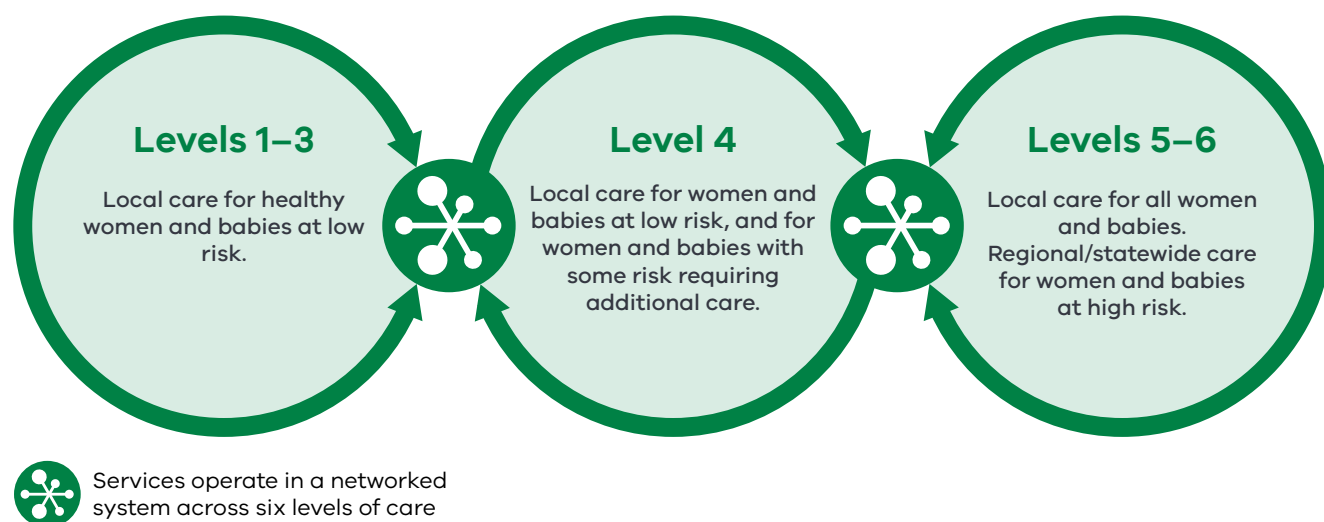 Levels 1–3
Local care for healthy
women and babies at low
risk.
Level 4
Local care for women and
babies at low risk, and for
women and babies with
some risk requiring
additional care.
Levels 5–6
Local care for all women
and babies.
Regional/statewide care
for women and babies
at high risk.
Services operate in a networked
system across six levels of care